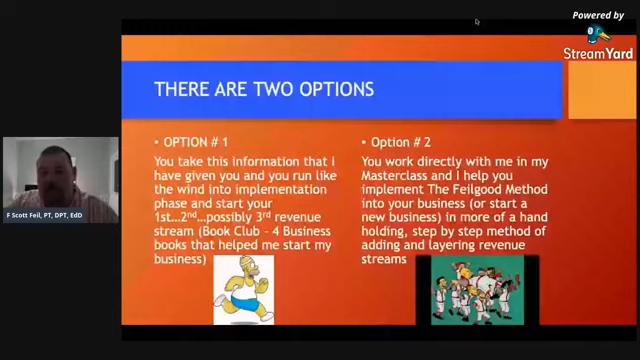 Powered by
StreamYard
THERE ARE TWO OPTIONS
• OPTION # 1
You take this information that I
have given you and you run like
the wind into implementation
phase and start your
1st…2nd…possibly 3rd revenue
stream (Book Club – 4 Business
books that helped me start my
business)
• Option # 2
You work directly with me in my
Masterclass and I help you
implement The Feilgood Method
into your business (or start a
new business) in more of a hand
holding, step by step method of
adding and layering revenue
streams
F Scott Feil, PT, DPT, EdD